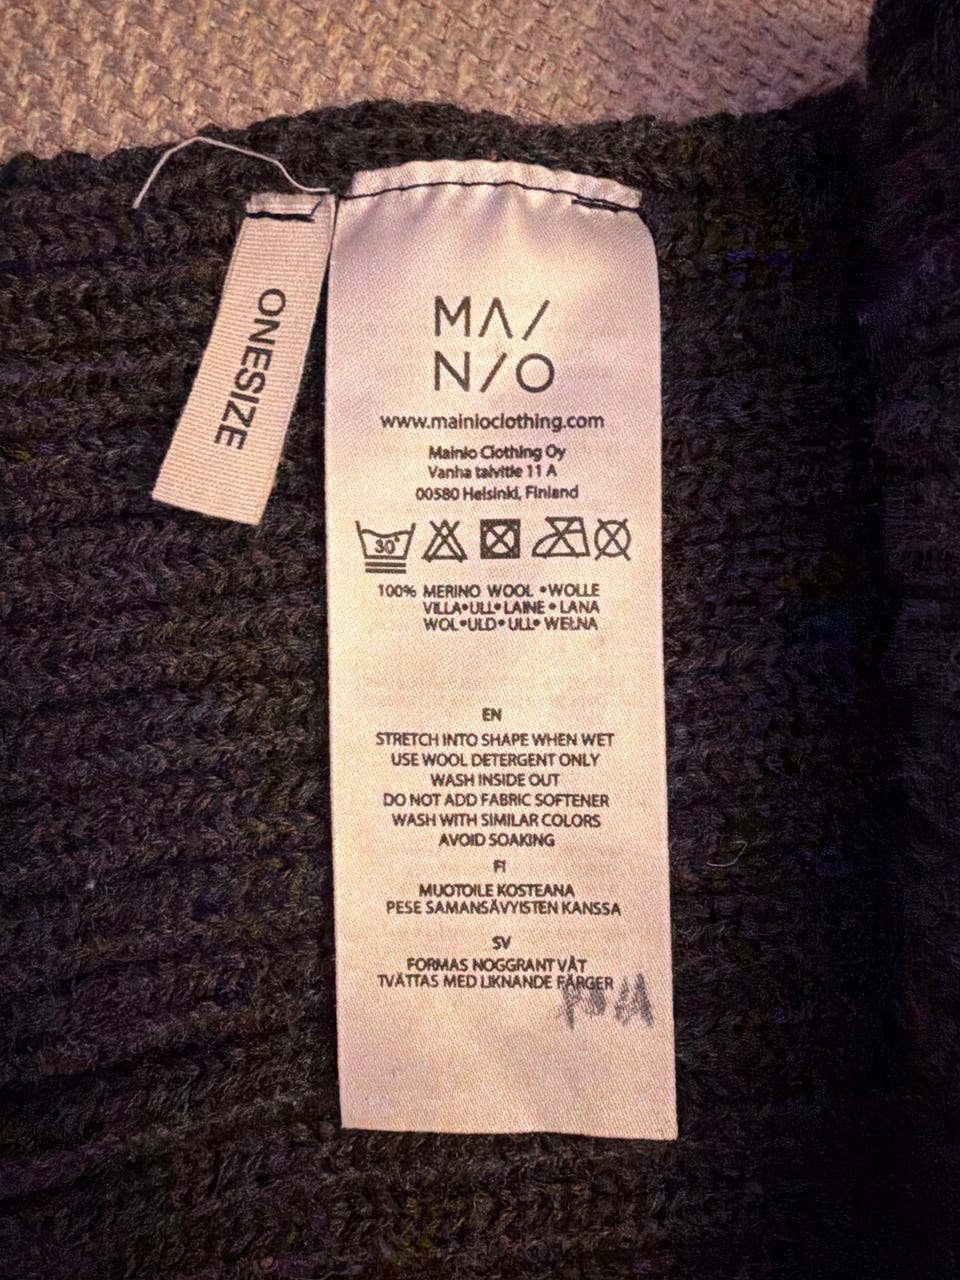 ONESIZE
MA/
N/O
www.mainioclothing.com
Mainio Clothing Oy
Vanha talvitie 11 A
00580 Helsinki, Finland
30°
100% MERINO WOOL •WOLLE
VILLA•ULL•LAINE•LANA
WOL•ULD•ULL•WEŁNA
EN
STRETCH INTO SHAPE WHEN WET
USE WOOL DETERGENT ONLY
WASH INSIDE OUT
DO NOT ADD FABRIC SOFTENER
WASH WITH SIMILAR COLORS
AVOID SOAKING
FI
MUOTOILE KOSTEANA
PESE SAMANSÄVYISTEN KANSSA
SV
FORMAS NOGGRANT VÅT
TVÄTTAS MED LIKNANDE FÄRGER